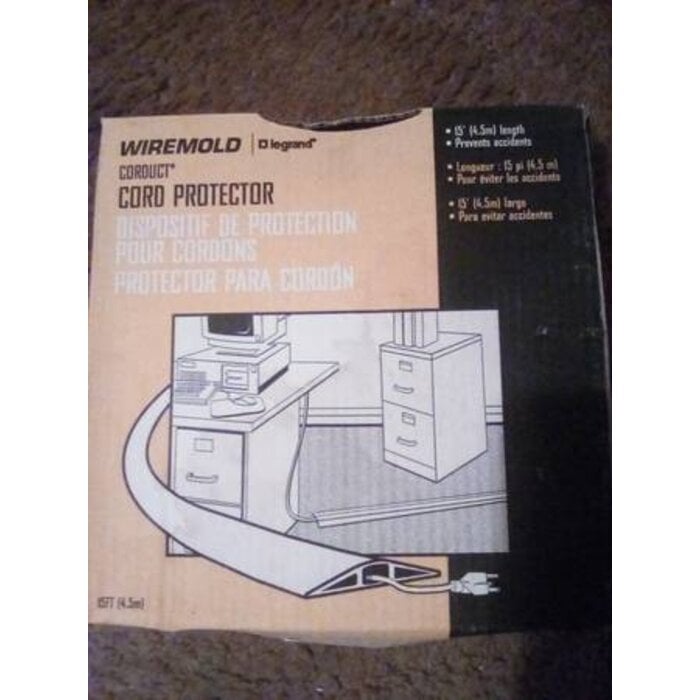 WIREMOLD | legrand®
CORDUCT®
CORD PROTECTOR
DISPOSITIF DE PROTECTION
POUR CORDONS
PROTECTOR PARA CORDÓN
• 15' (4.5m) length
• Prevents accidents
• Longueur : 15 pi (4,5 m)
• Pour éviter les accidents
• 15' (4,5m) largo
• Para evitar accidentes
15FT (4.5m)